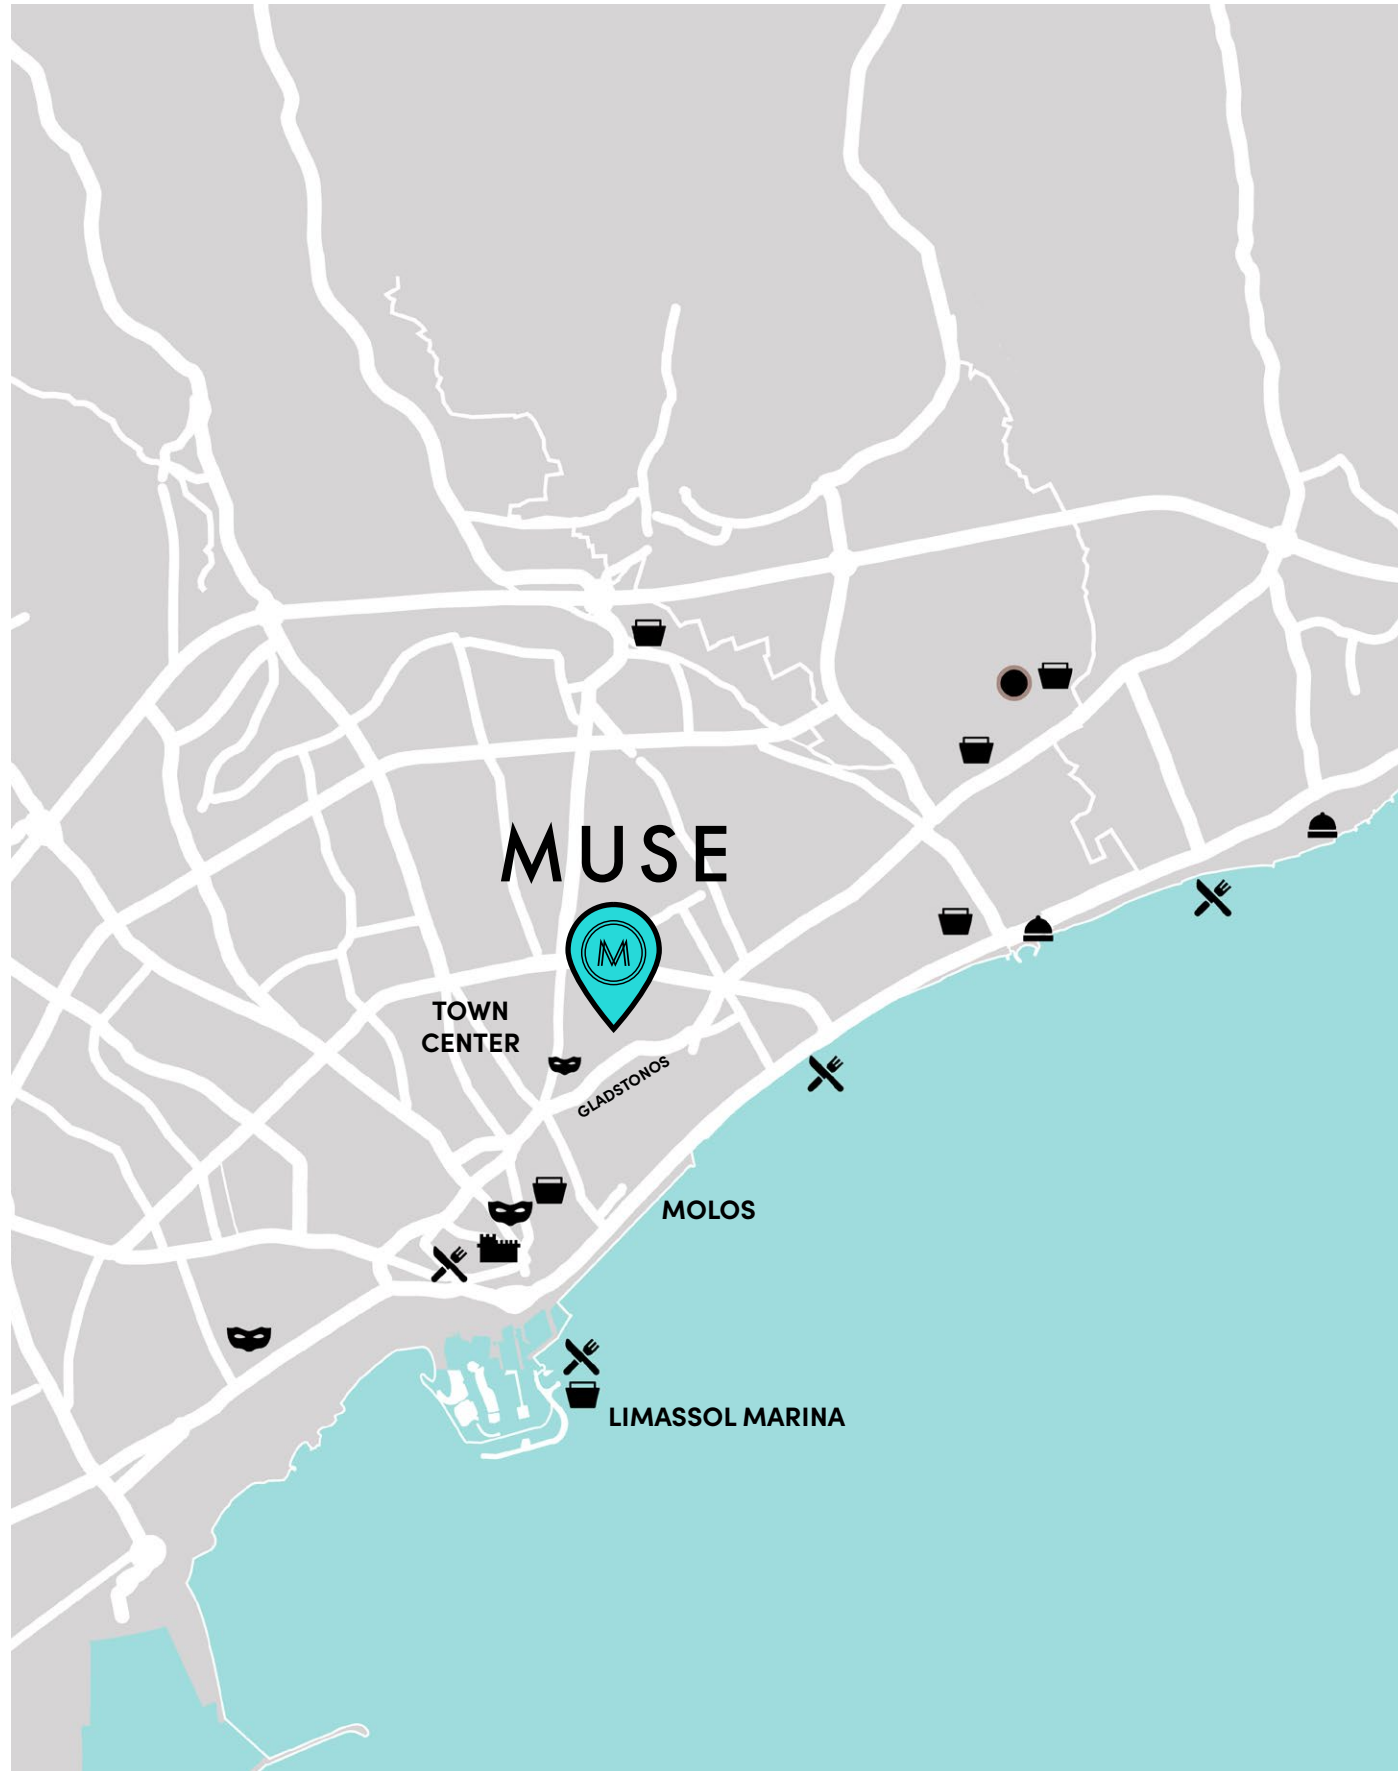 MUSE
M
TOWN
CENTER
GLADSTONOS
MOLOS
LIMASSOL MARINA